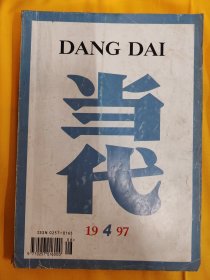 DANG DAI
当
代
19 4 97
ISSN 0257-0165